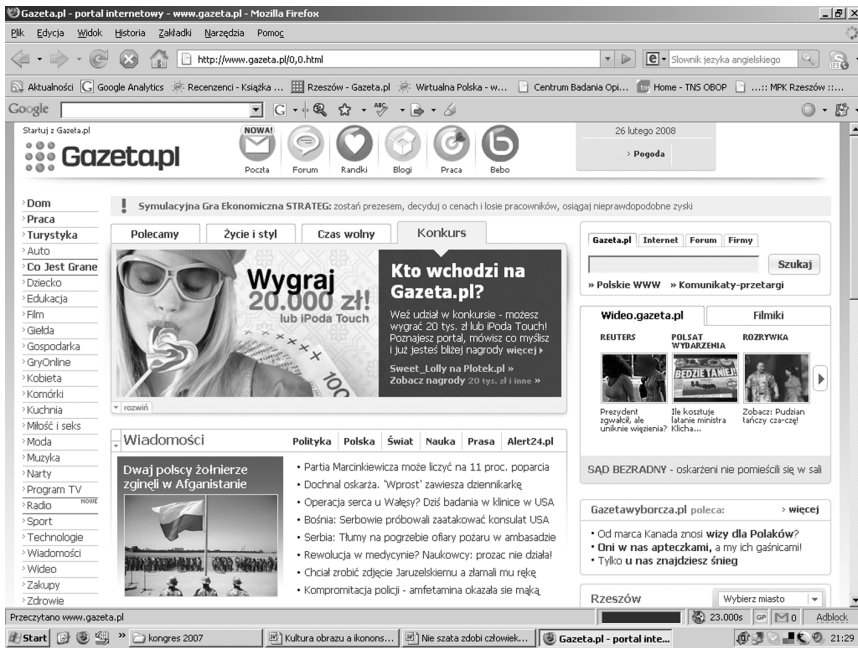 Gazeta.pl - portal internetowy - www.gazeta.pl - Mozilla Firefox
Plik Edycja Widok Historia Zakładki Narzędzia Pomoc
http://www.gazeta.pl/0,0.html
Słownik jezyka angielskiego
Aktualności Google Analytics Recenzenci - Książka ... Rzeszów - Gazeta.pl Wirtualna Polska - w... Centrum Badania Opi... Home - TNS OBOP ...:: MPK Rzeszów ::...
Google
Startuj z Gazeta.pl
Gazeta.pl
NOWA!
Poczta Forum Randki Blogi Praca Bebo
26 lutego 2008
Pogoda
Dom
Praca
Turystyka
Auto
Co Jest Grane
Dziecko
Edukacja
Film
Giełda
Gospodarka
GryOnline
Kobieta
Komórki
Kuchnia
Miłość i seks
Moda
Muzyka
Narty
Program TV
Radio NOWE
Sport
Technologie
Wiadomości
Wideo
Zakupy
Zdrowie
! Symulacyjna Gra Ekonomiczna STRATEG: zostań prezesem, decyduj o cenach i losie pracowników, osiągaj nieprawdopodobne zyski
Polecamy Życie i styl Czas wolny Konkurs
Wygraj
20.000 zł!
lub iPoda Touch
100
Kto wchodzi na
Gazeta.pl?
Weź udział w konkursie - możesz
wygrać 20 tys. zł lub iPoda Touch!
Poznajesz portal, mówisz co myślisz
i już jesteś bliżej nagrody więcej
Sweet_Lolly na Plotek.pl »
Zobacz nagrody 20 tys. zł i inne »
rozwiń
Wiadomości Polityka Polska Świat Nauka Prasa Alert24.pl
Dwaj polscy żołnierze
zginęli w Afganistanie
• Partia Marcinkiewicza może liczyć na 11 proc. poparcia
• Dochnal oskarża. 'Wprost' zawiesza dziennikarkę
• Operacja serca u Wałęsy? Dziś badania w klinice w USA
• Bośnia: Serbowie próbowali zaatakować konsulat USA
• Serbia: Tłumy na pogrzebie ofiary pożaru w ambasadzie
• Rewolucja w medycynie? Naukowcy: prozac nie działa!
• Chciał zrobić zdjęcie Jaruzelskiemu a złamali mu rękę
• Kompromitacja policji - amfetamina okazała sie mąką
Gazeta.pl Internet Forum Firmy
Szukaj
» Polskie WWW » Komunikaty-przetargi
Wideo.gazeta.pl Filmiki
REUTERS
POLSAT
WYDARZENIA
ROZRYWKA
BĘDZIE TANIEJ!
Prezydent
zgwałcił, ale
uniknie więzienia?
Ile kosztuje
latanie ministra
Klicha...
Zobacz: Pudzian
tańczy cza-czę!
SĄD BEZRADNY - oskarżeni nie pomieścili się w sali
Gazetawyborcza.pl poleca: więcej
• Od marca Kanada znosi wizy dla Polaków?
• Oni w nas apteczkami, a my ich gaśnicami!
• Tylko u nas znajdziesz śnieg
Rzeszów Wybierz miasto
Przeczytano www.gazeta.pl
23.000s GP 0 Adblock
Start » kongres 2007 Kultura obrazu a ikonons... Nie szata zdobi człowiek... Gazeta.pl - portal inte... 21:29